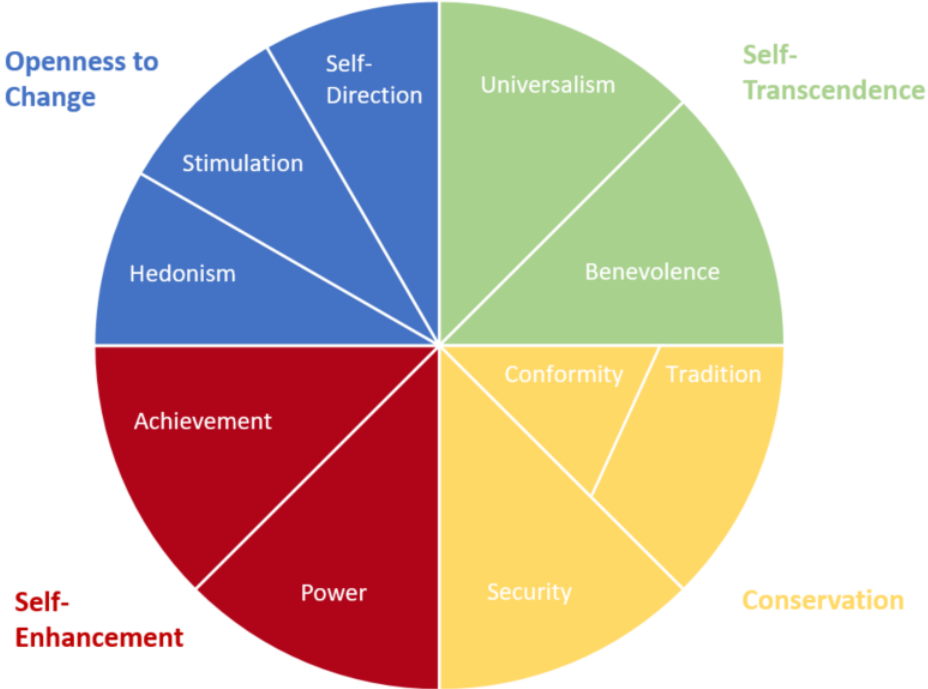 Openness to
Change
Self-
Direction
Stimulation
Hedonism
Universalism
Self-
Transcendence
Benevolence
Conformity
Tradition
Security
Conservation
Achievement
Power
Self-
Enhancement